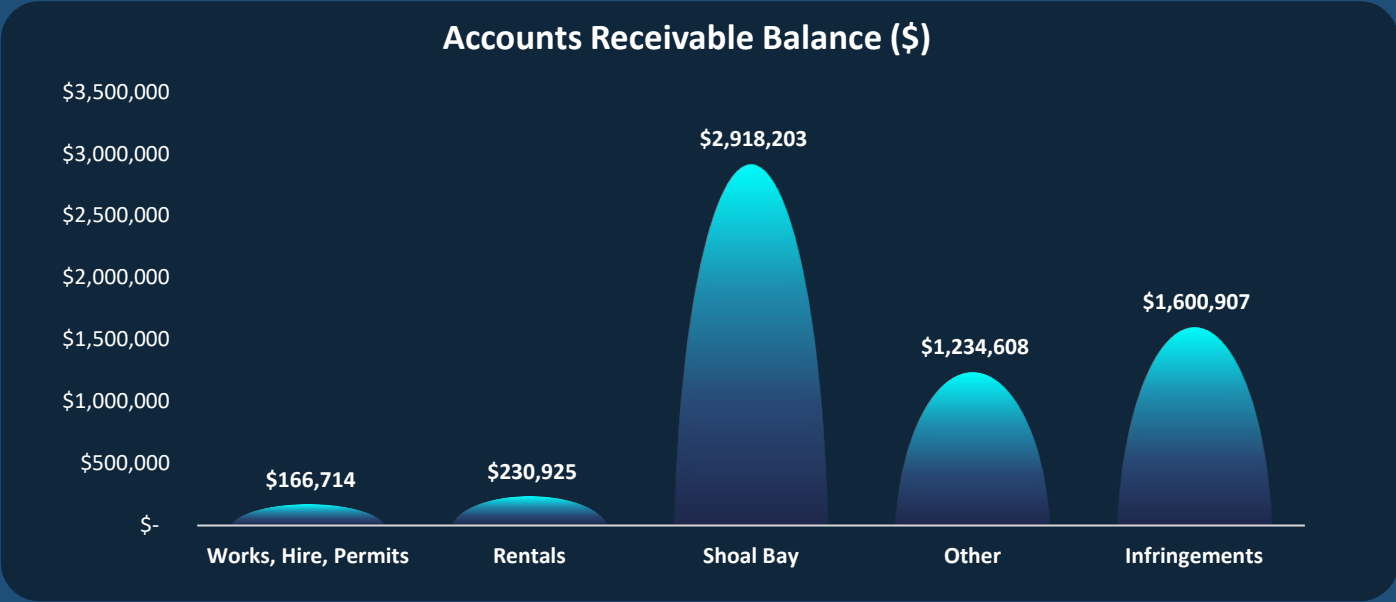 Accounts Receivable Balance ($)
$3,500,000
$3,000,000
$2,500,000
$2,000,000
$1,500,000
$1,000,000
$500,000
$-
$166,714
$230,925
$2,918,203
$1,234,608
$1,600,907
Works, Hire, Permits
Rentals
Shoal Bay
Other
Infringements